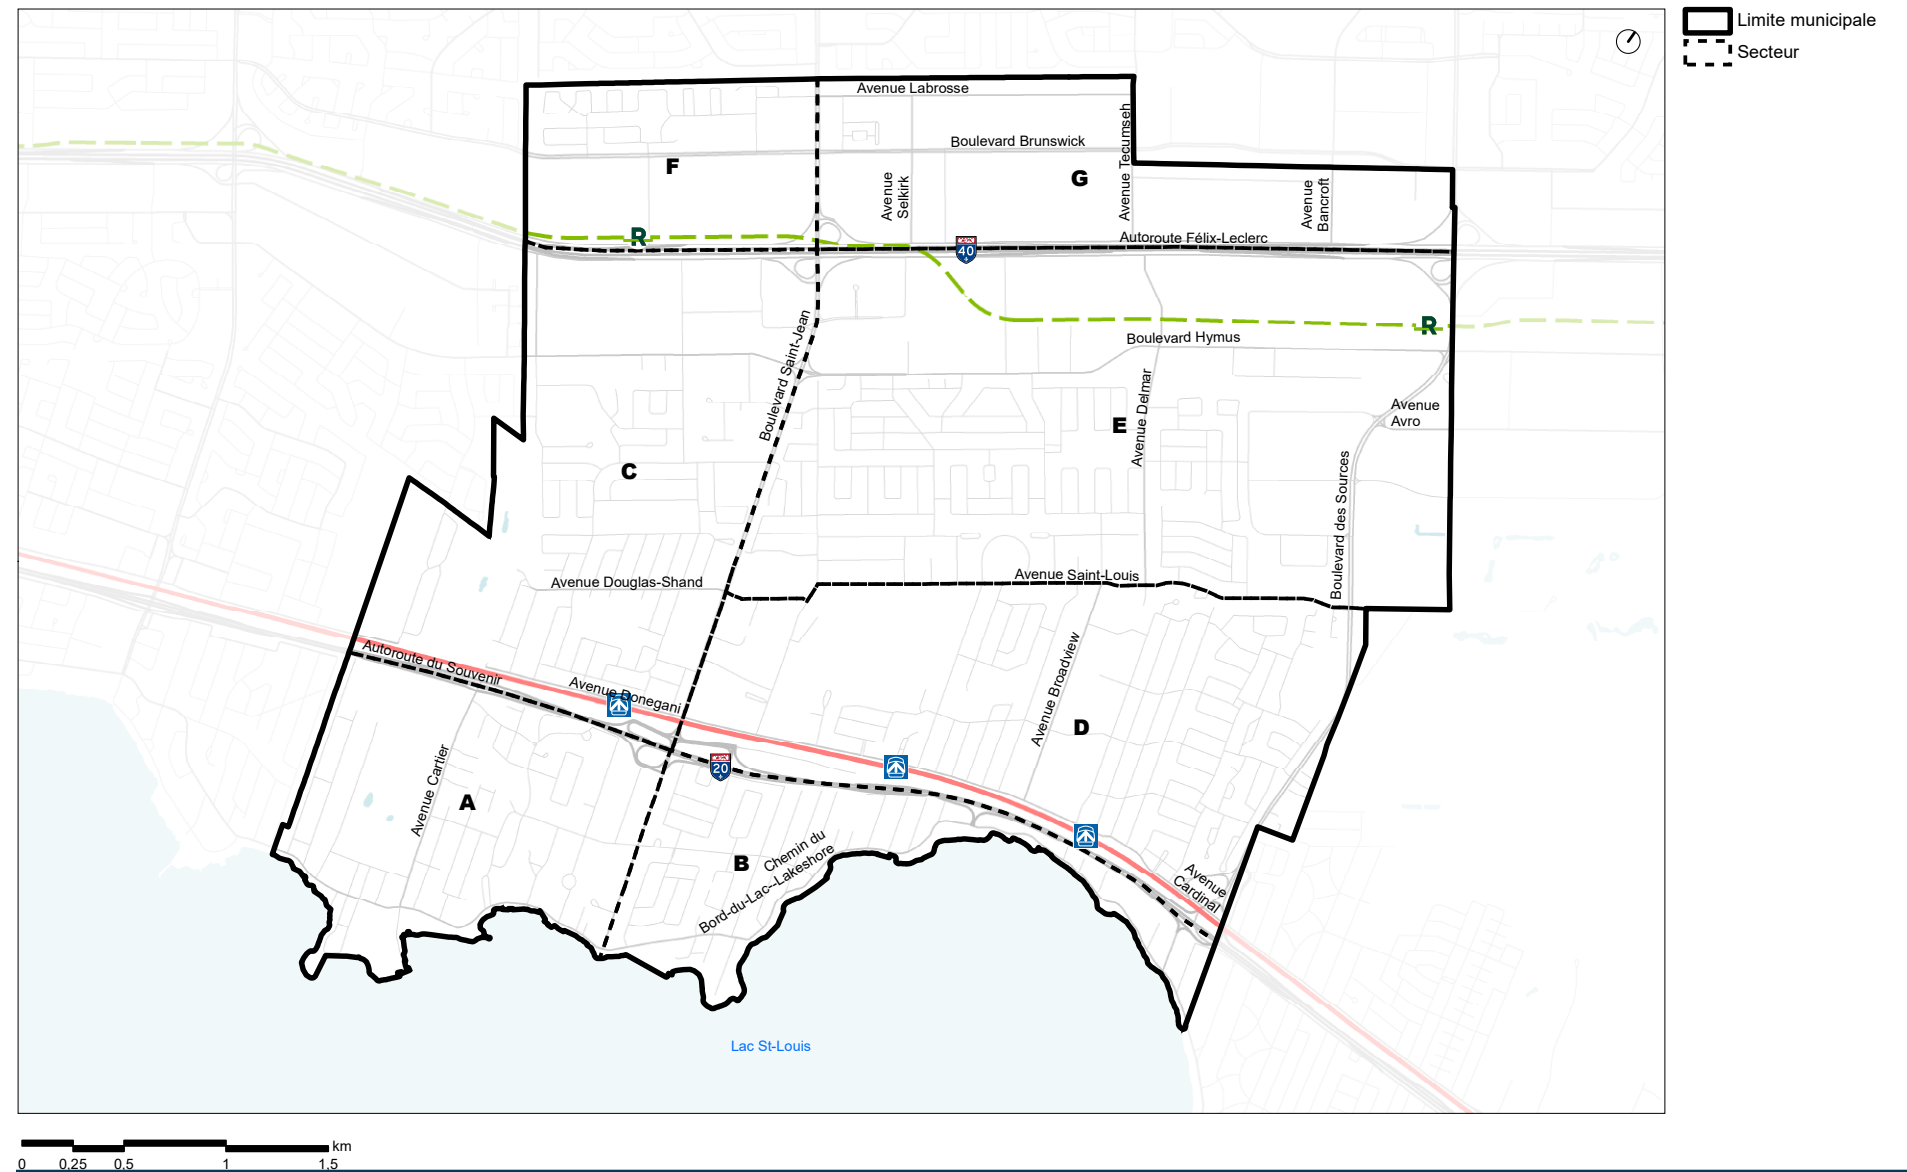 Limite municipale
Secteur
Avenue Labrosse
Boulevard Brunswick
Avenue Tecumseh
F
G
Avenue
Selkirk
Avenue
Bancroft
R
Autoroute Félix-Leclerc
40
R
Boulevard Hymus
Boulevard Saint-Jean
Avenue Delmar
Avenue
Avro
E
C
Boulevard des Sources
Avenue Saint-Louis
Avenue Douglas-Shand
Autoroute du Souvenir
Avenue Donegani
Avenue Broadview
D
20
Avenue Cartier
A
B
Chemin du
Bord-du-Lac--Lakeshore
Avenue
Cardinal
Lac St-Louis
km
0 0,25 0,5 1 1,5